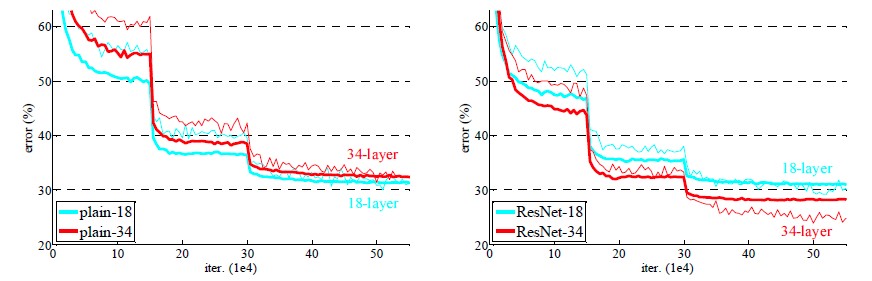 60
50
40
30
20
error (%)
0 10 20 30 40 50
iter. (1e4)
34-layer
18-layer
plain-18
plain-34
60
50
40
30
20
error (%)
0 10 20 30 40 50
iter. (1e4)
18-layer
34-layer
ResNet-18
ResNet-34